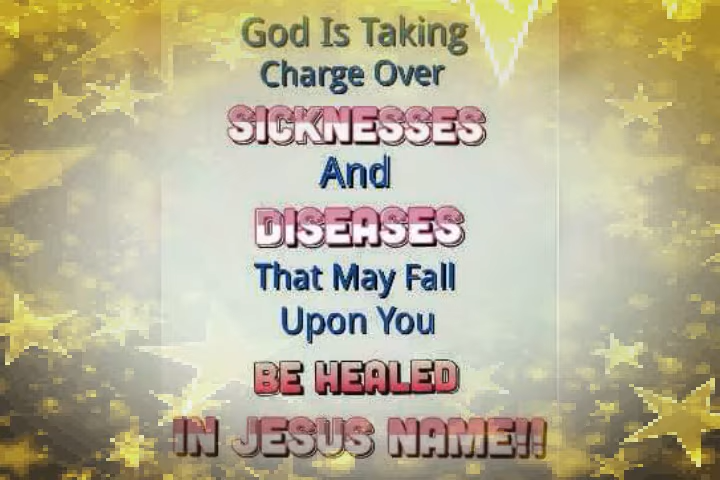 God Is Taking
Charge Over
SICKNESSES
And
DISEASES
That May Fall
Upon You
BE HEALED
IN JESUS NAME!!